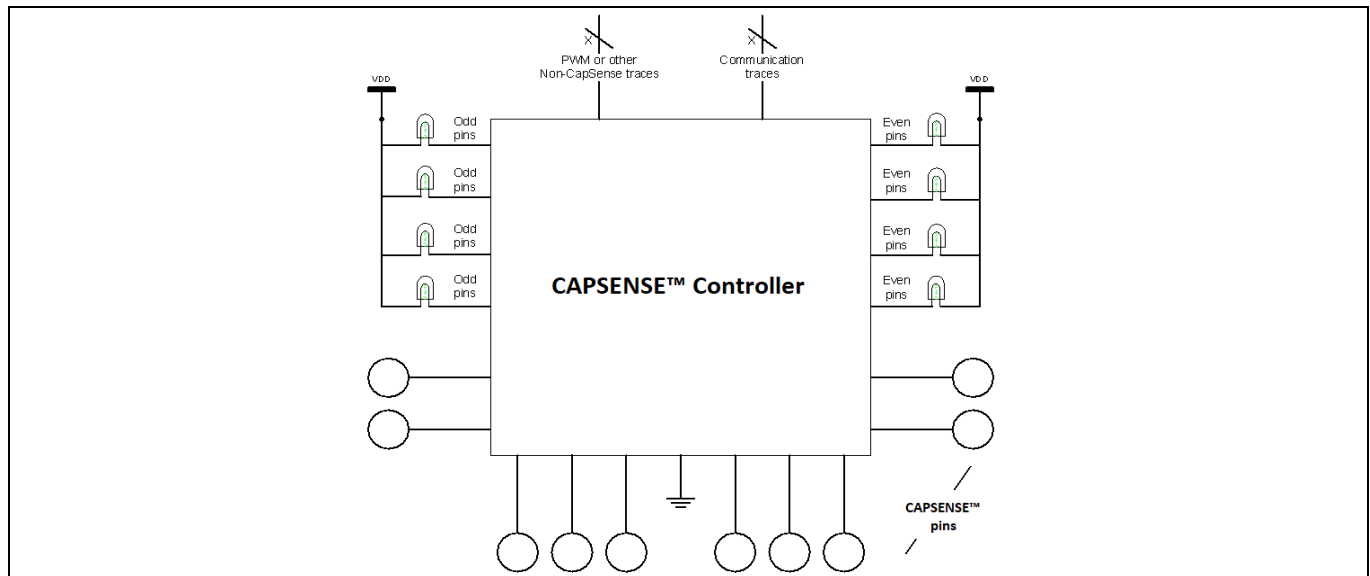 X
PWM or other
Non-CapSense traces
X
Communication
traces
VDD
VDD
Odd
pins
Odd
pins
Odd
pins
Odd
pins
Even
pins
Even
pins
Even
pins
Even
pins
CAPSENSE™ Controller
CAPSENSE™
pins